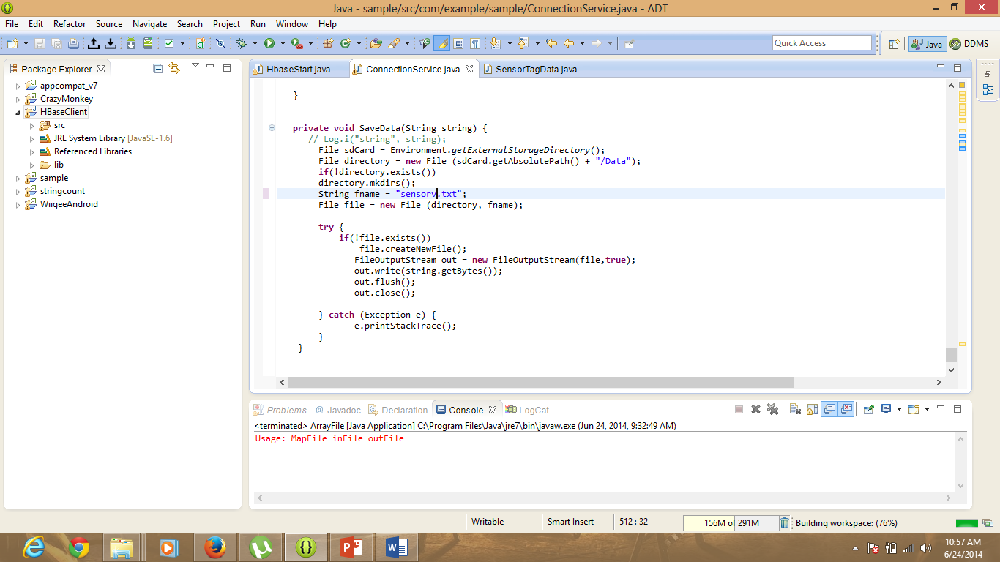 Java - sample/src/com/example/sample/ConnectionService.java - ADT
File Edit Refactor Source Navigate Search Project Run Window Help
Quick Access
Java
DDMS
Package Explorer
appcompat_v7
CrazyMonkey
HBaseClient
src
JRE System Library [JavaSE-1.6]
Referenced Libraries
lib
sample
stringcount
WiigeeAndroid
HbaseStart.java
ConnectionService.java
SensorTagData.java
}
private void SaveData(String string) {
// Log.i("string", string);
File sdCard = Environment.getExternalStorageDirectory();
File directory = new File (sdCard.getAbsolutePath() + "/Data");
if(!directory.exists())
directory.mkdirs();
String fname = "sensorv.txt";
File file = new File (directory, fname);
try {
if(!file.exists())
file.createNewFile();
FileOutputStream out = new FileOutputStream(file,true);
out.write(string.getBytes());
out.flush();
out.close();
} catch (Exception e) {
e.printStackTrace();
}
}
Problems @ Javadoc Declaration Console LogCat
<terminated> ArrayFile [Java Application] C:\Program Files\Java\jre7\bin\javaw.exe (Jun 24, 2014, 9:32:49 AM)
Usage: MapFile inFile outFile
Writable
Smart Insert
512 : 32
156M of 291M
Building workspace: (76%)
10:57 AM
6/24/2014